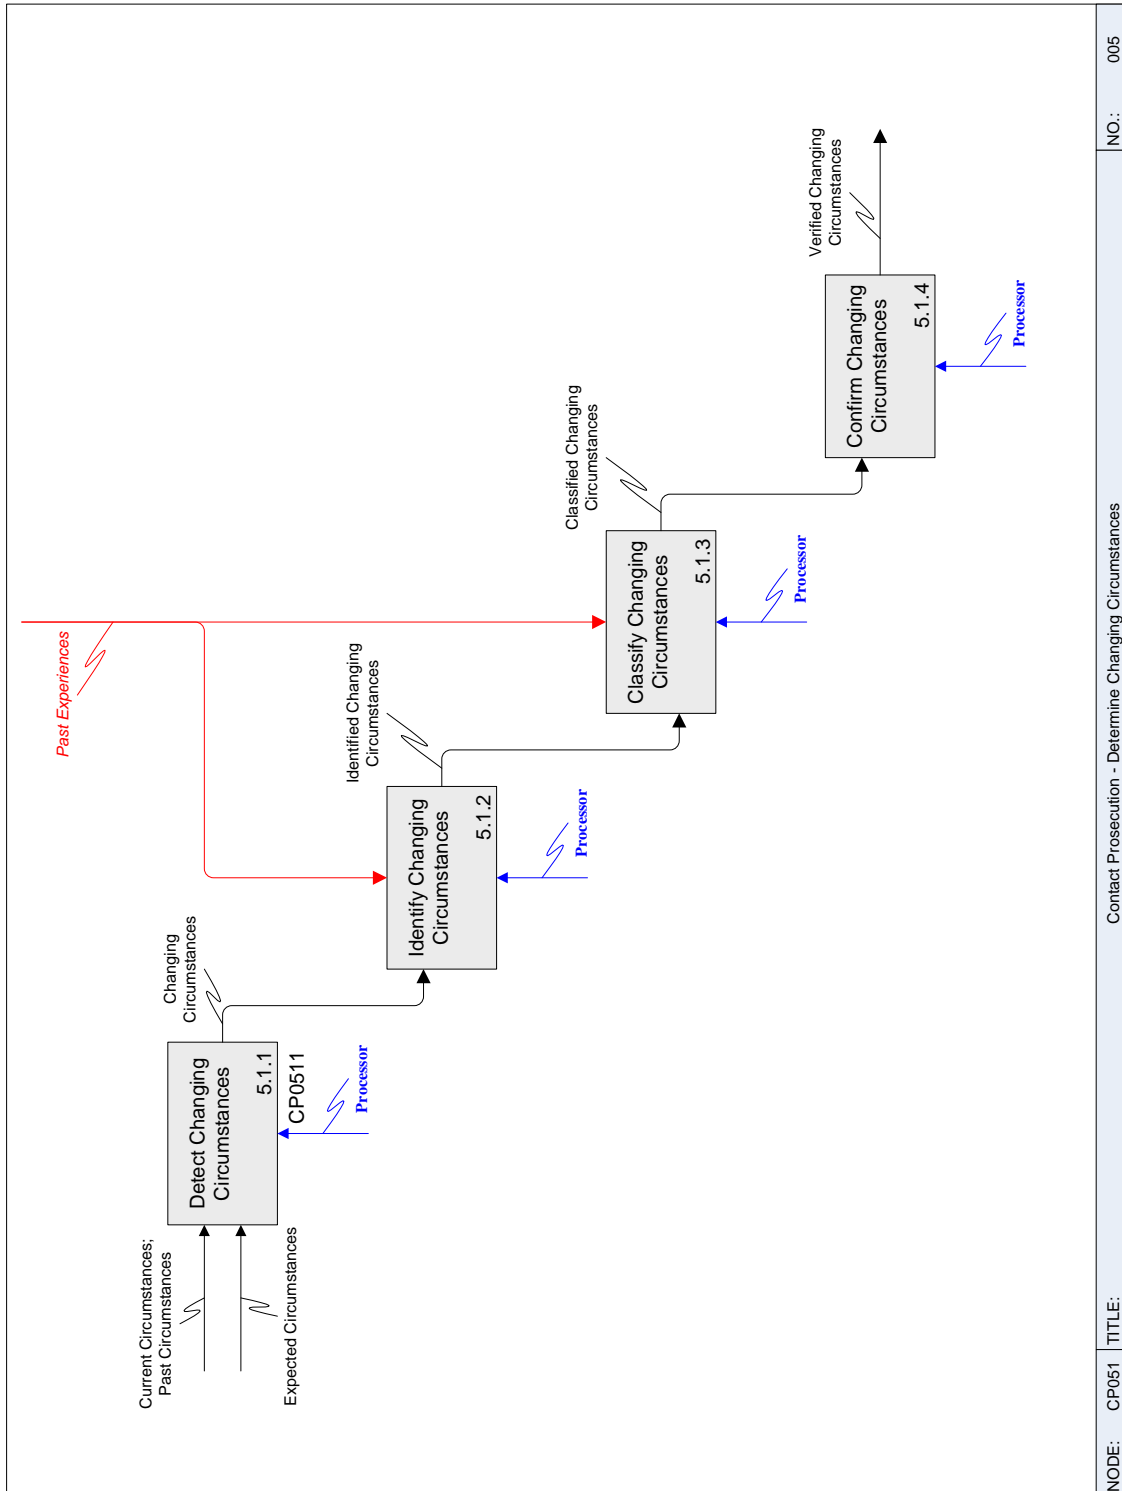 Past Experiences
Current Circumstances;
Past Circumstances
Expected Circumstances
Detect Changing
Circumstances
5.1.1
CP0511
Processor
Changing
Circumstances
Identify Changing
Circumstances
5.1.2
Processor
Identified Changing
Circumstances
Classify Changing
Circumstances
5.1.3
Processor
Classified Changing
Circumstances
Confirm Changing
Circumstances
5.1.4
Processor
Verified Changing
Circumstances
NODE: CP051 TITLE: Contact Prosecution - Determine Changing Circumstances NO.: 005